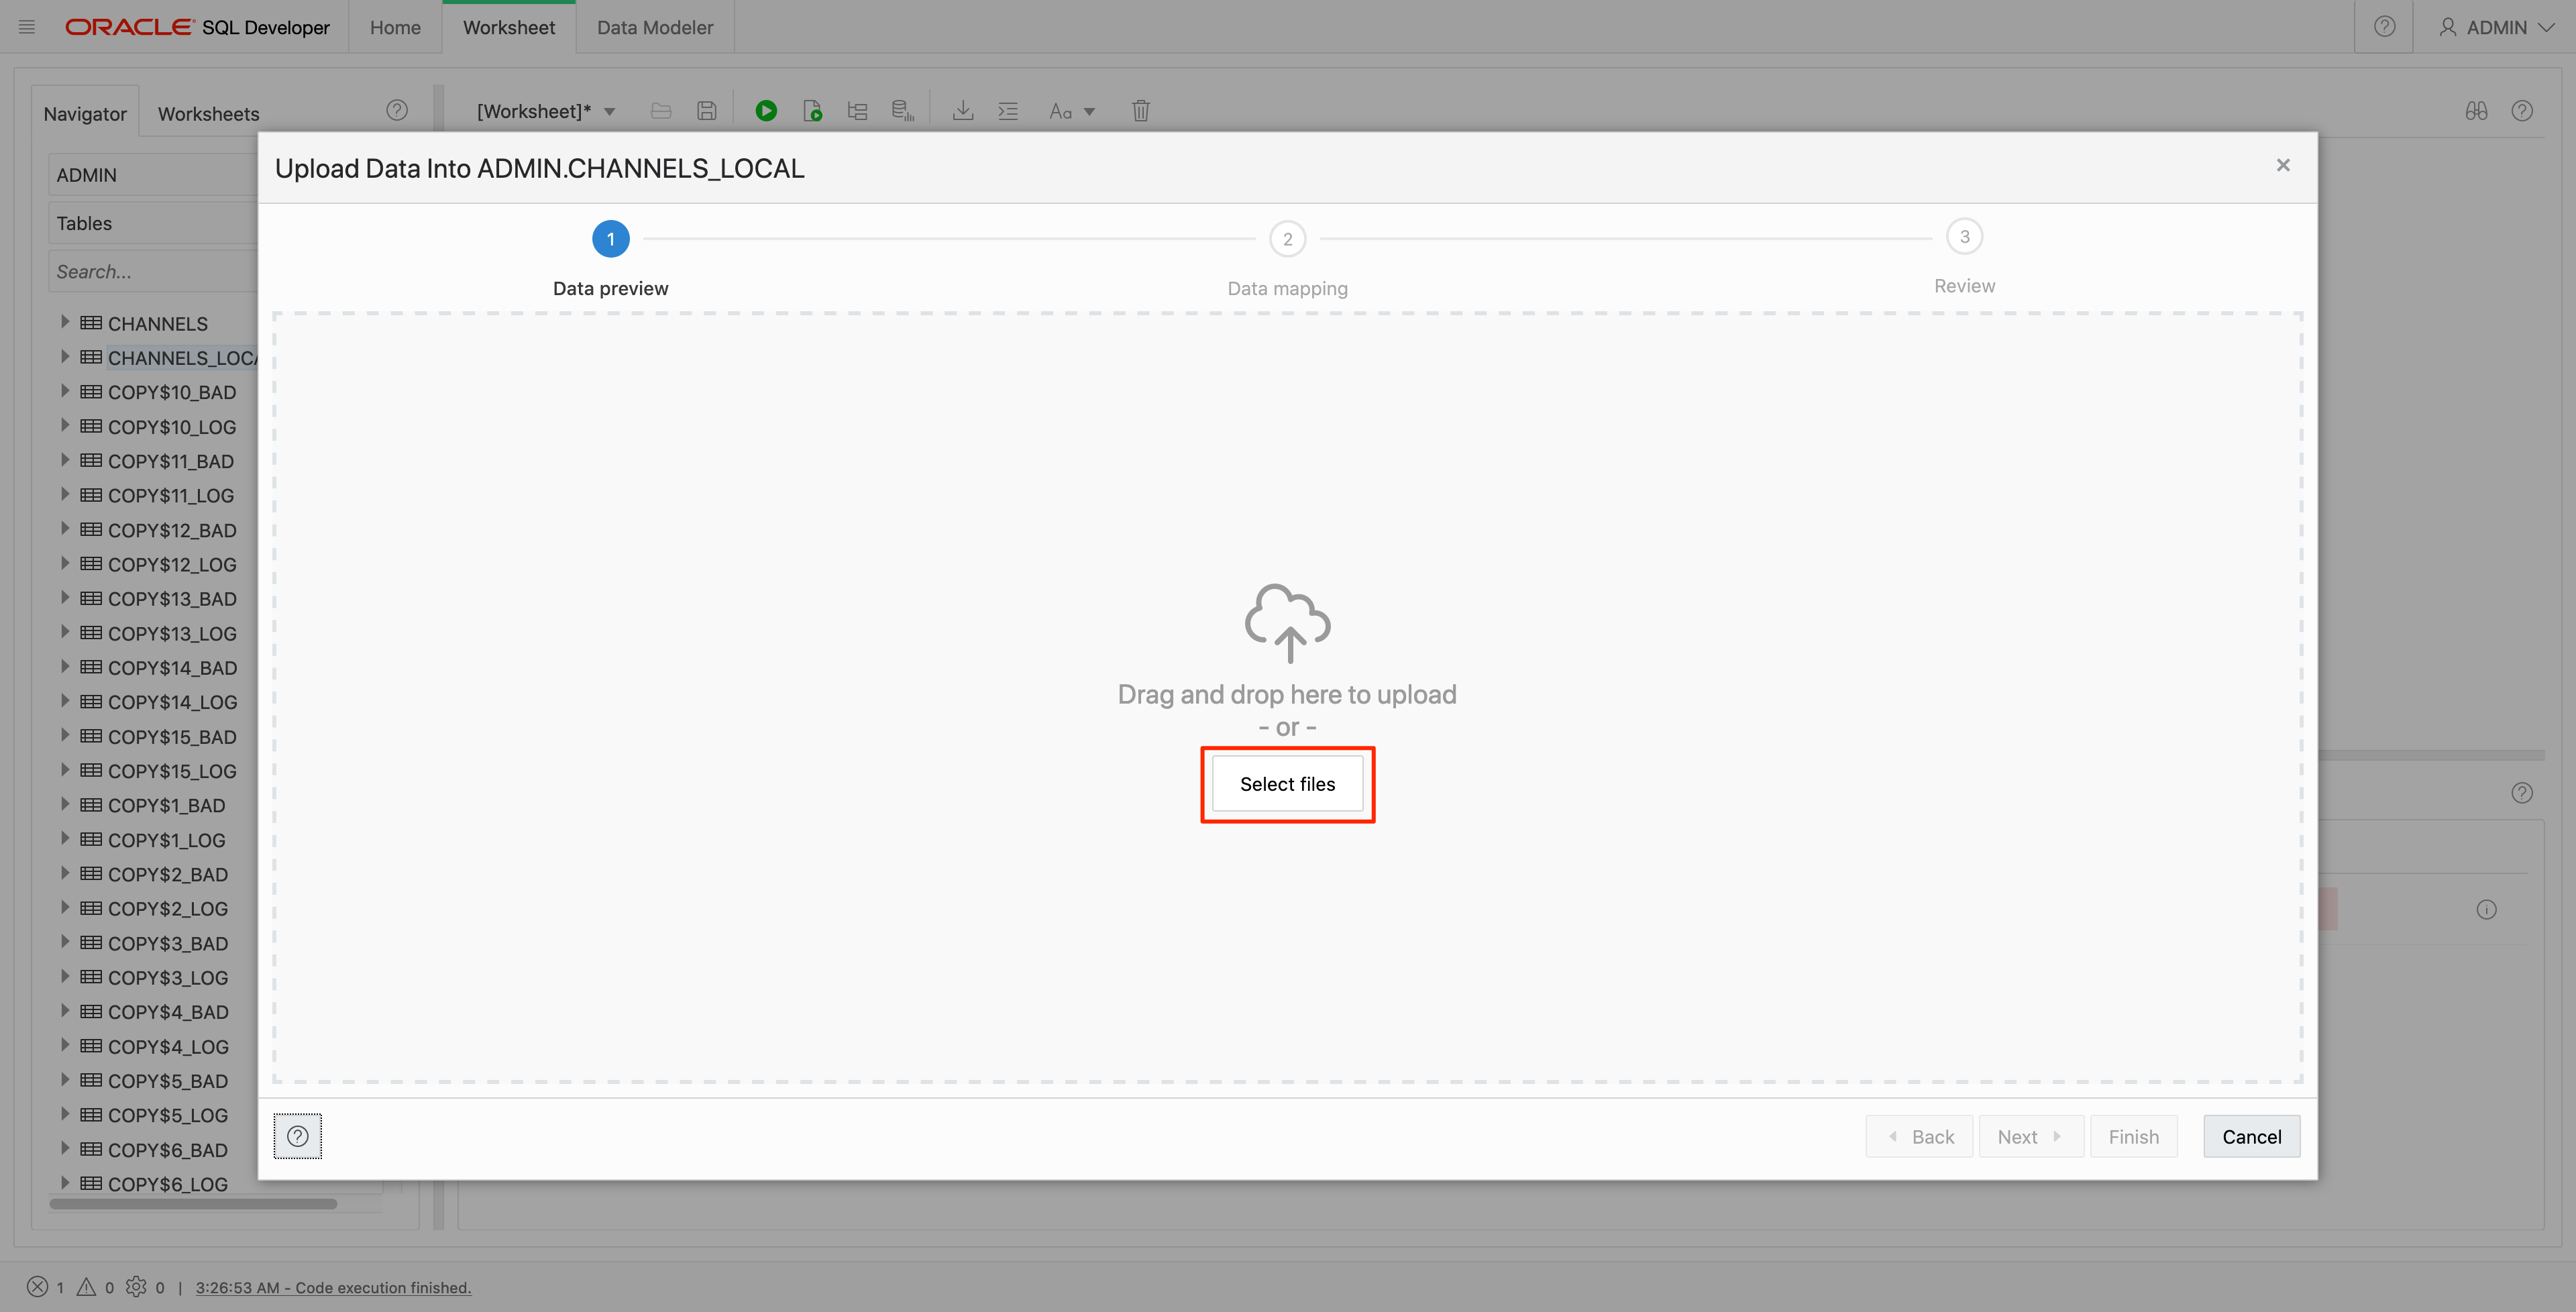 ORACLE SQL Developer
Home
Worksheet
Data Modeler
ADMIN
Navigator
Worksheets
[Worksheet]*
Aa
ADMIN
Tables
Search...
CHANNELS
CHANNELS_LOCA
COPY$10_BAD
COPY$10_LOG
COPY$11_BAD
COPY$11_LOG
COPY$12_BAD
COPY$12_LOG
COPY$13_BAD
COPY$13_LOG
COPY$14_BAD
COPY$14_LOG
COPY$15_BAD
COPY$15_LOG
COPY$1_BAD
COPY$1_LOG
COPY$2_BAD
COPY$2_LOG
COPY$3_BAD
COPY$3_LOG
COPY$4_BAD
COPY$4_LOG
COPY$5_BAD
COPY$5_LOG
COPY$6_BAD
COPY$6_LOG
Upload Data Into ADMIN.CHANNELS_LOCAL
1
Data preview
2
Data mapping
3
Review
Drag and drop here to upload
- or -
Select files
Back
Next
Finish
Cancel
1 0 0 | 3:26:53 AM - Code execution finished.